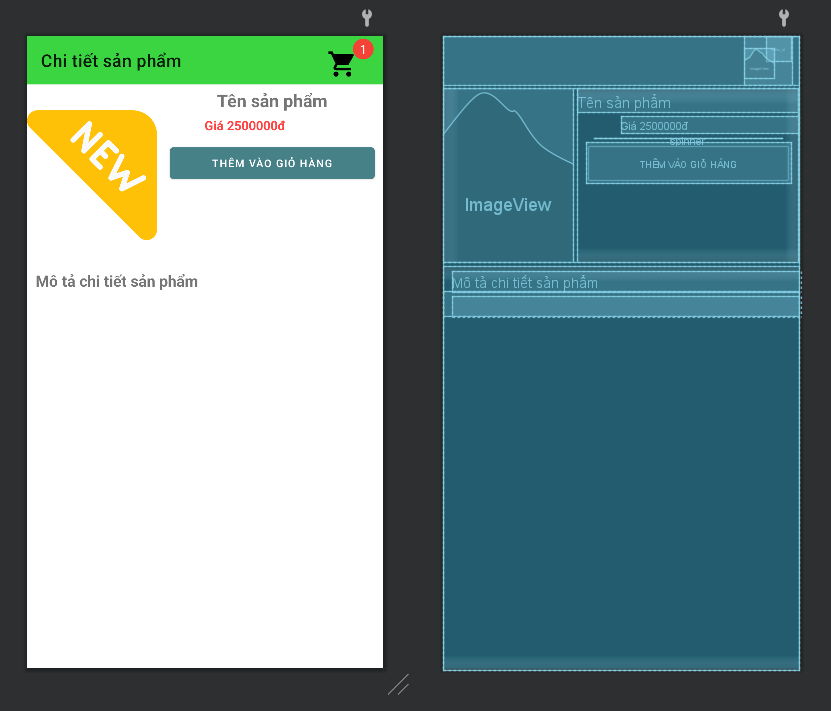 Chi tiết sản phẩm
1
Tên sản phẩm
Giá 2500000đ
NEW
THÊM VÀO GIỎ HÀNG
Mô tả chi tiết sản phẩm
Tên sản phẩm
Giá 2500000đ
spinner
THÊM VÀO GIỎ HÀNG
ImageView
Mô tả chi tiết sản phẩm